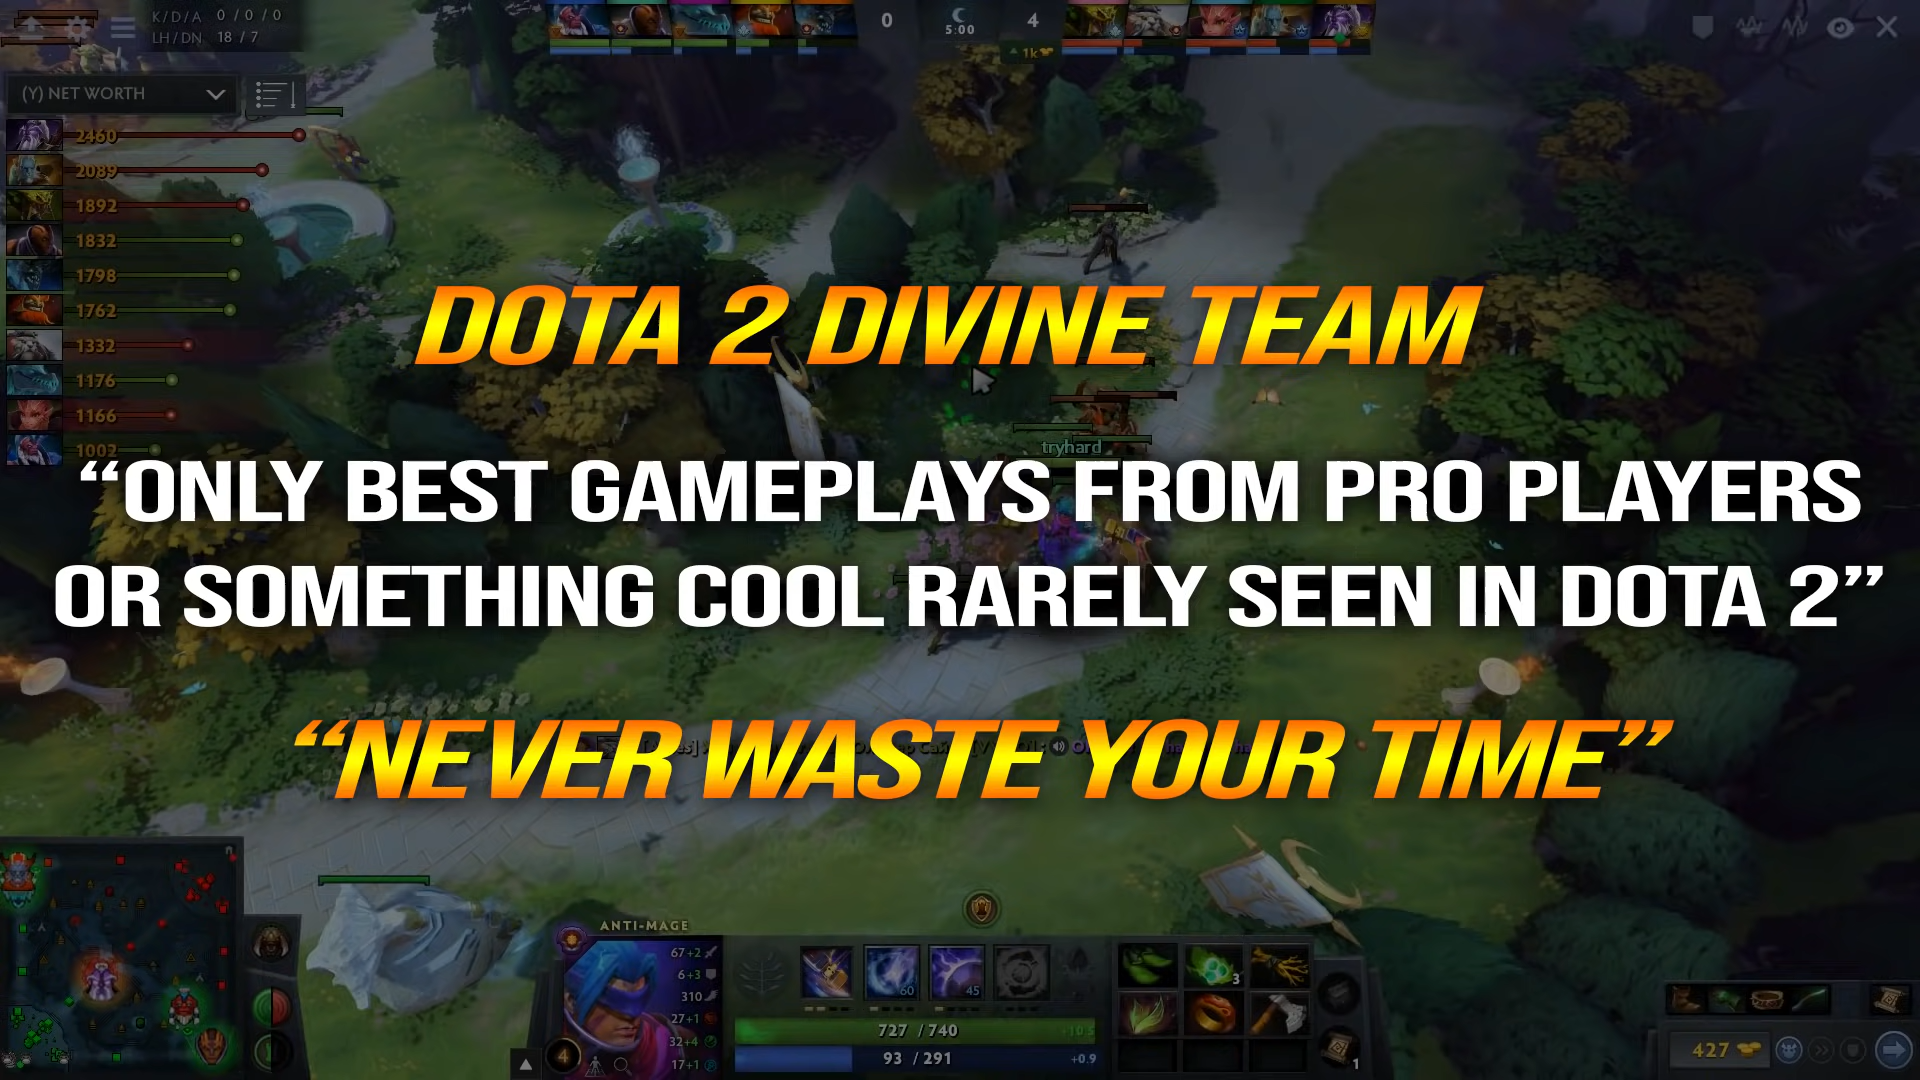 K/D/A 0 / 0 / 0
LH/DN 18 / 7
0 5:00 4
1k
(Y) NET WORTH
2460
2089
1892
1832
1798
1762
1332
1176
1166
1002
DOTA 2 DIVINE TEAM
tryhard
“ONLY BEST GAMEPLAYS FROM PRO PLAYERS
OR SOMETHING COOL RARELY SEEN IN DOTA 2”
“NEVER WASTE YOUR TIME”
ANTI-MAGE
67+2
6+3
310
27+1
32+4
17+1
4
60 45
727 / 740 +10.5
93 / 291 +0.9
3
1
427